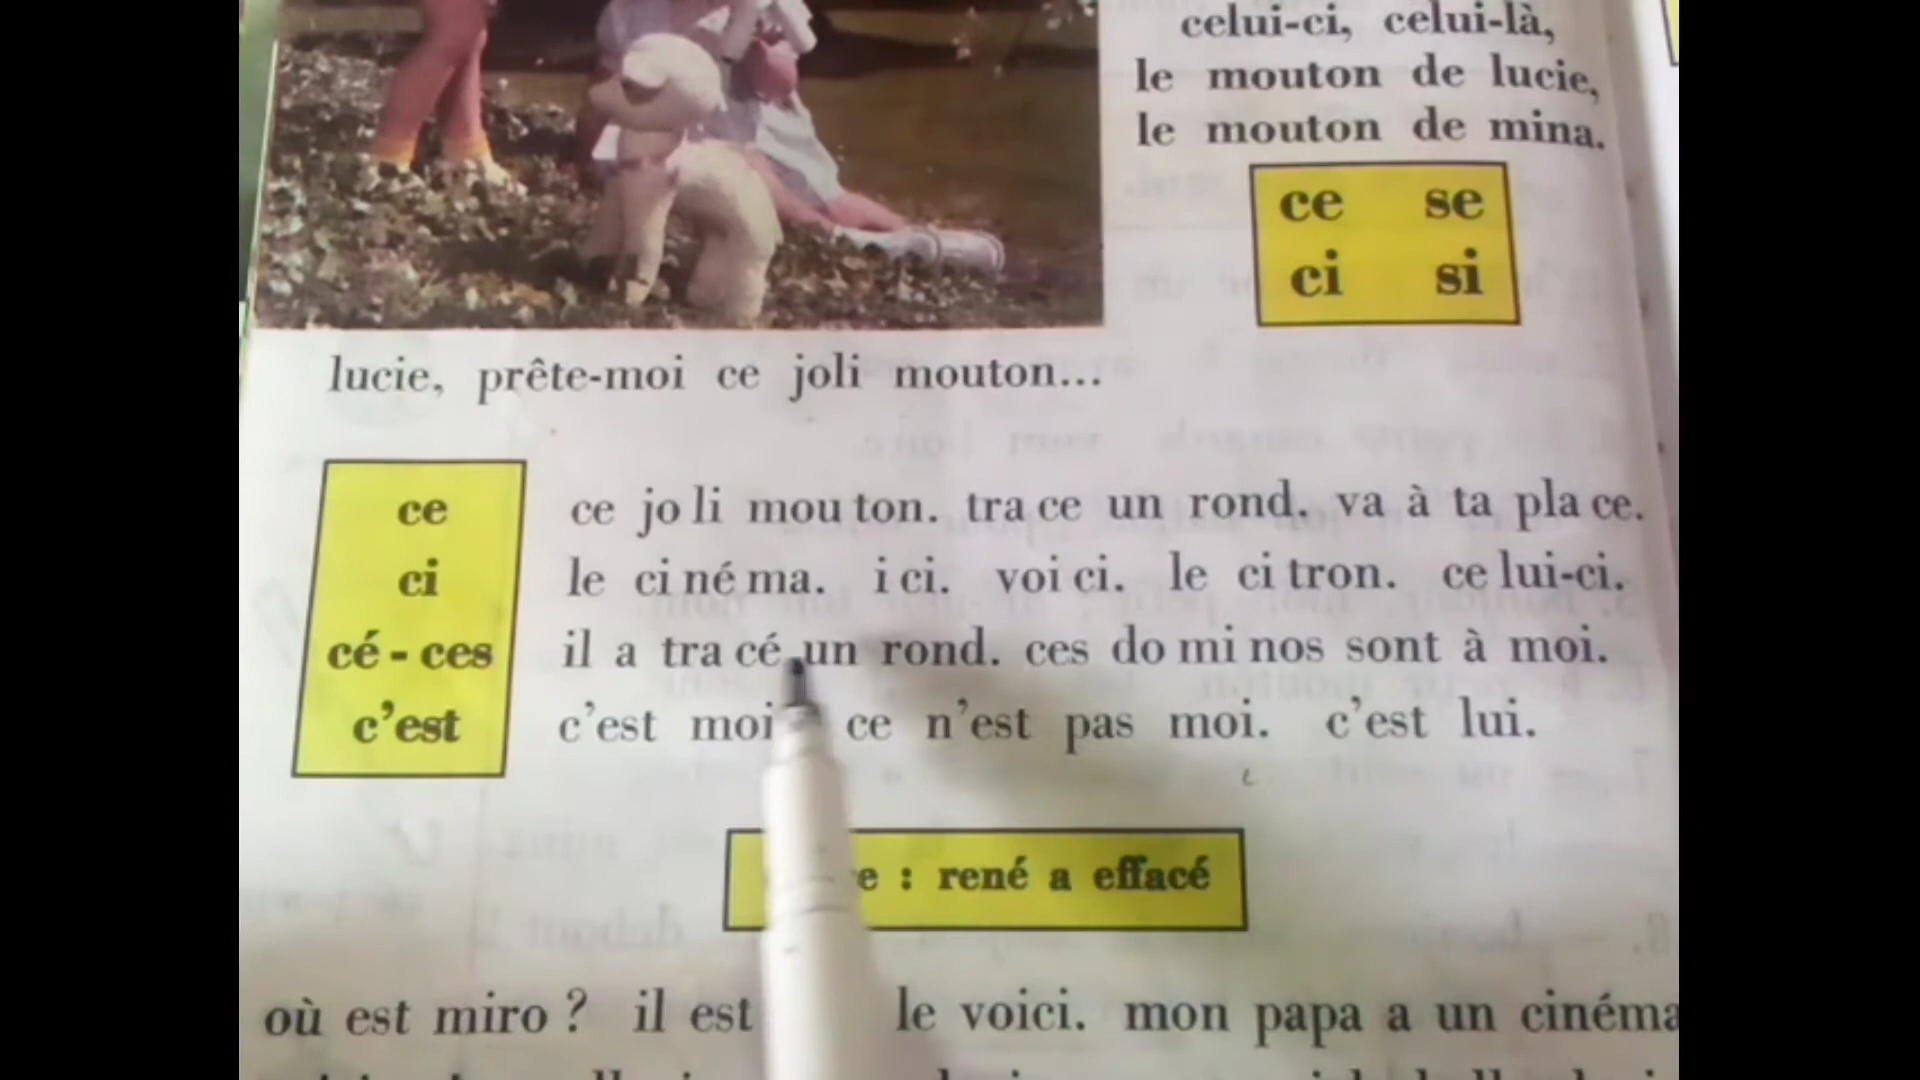 celui-ci, celui-là,
le mouton de lucie,
le mouton de mina.
ce se
ci si
lucie, prête-moi ce joli mouton...
ce
ci
cé - ces
c'est
ce jo li mou ton. tra ce un rond. va à ta pla ce.
le ci né ma. i ci. voi ci. le ci tron. ce lui-ci.
il a tra cé un rond. ces do mi nos sont à moi.
c'est moi ce n'est pas moi. c'est lui.
e : rené a effacé
où est miro ? il est le voici. mon papa a un cinéma